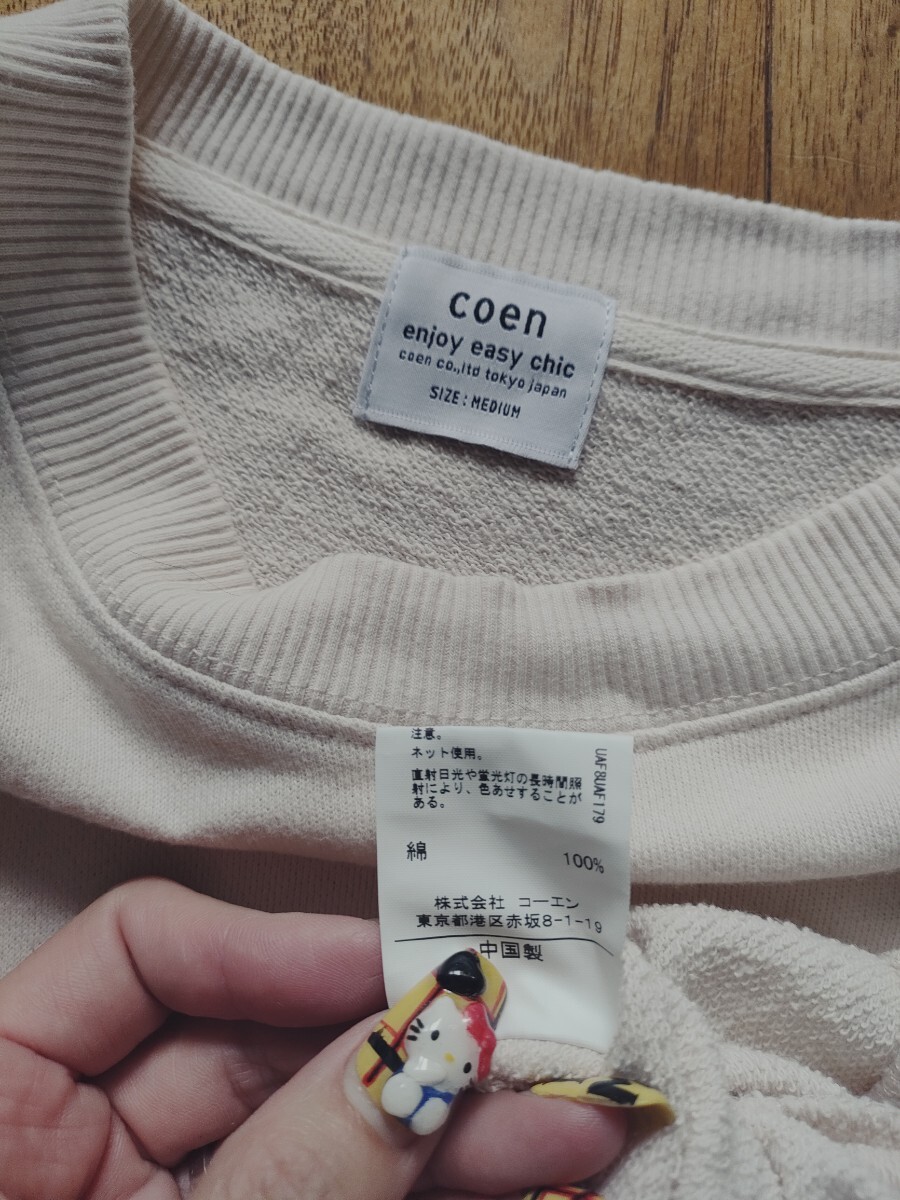 coen
enjoy easy chic
coen co.,ltd tokyo japan
SIZE : MEDIUM
注意。
ネット使用。
直射日光や蛍光灯の長時間照
射により、色あせすることが
ある。
UAF8UAF179
綿 100%
株式会社 コーエン
東京都港区赤坂8-1-19
中国製